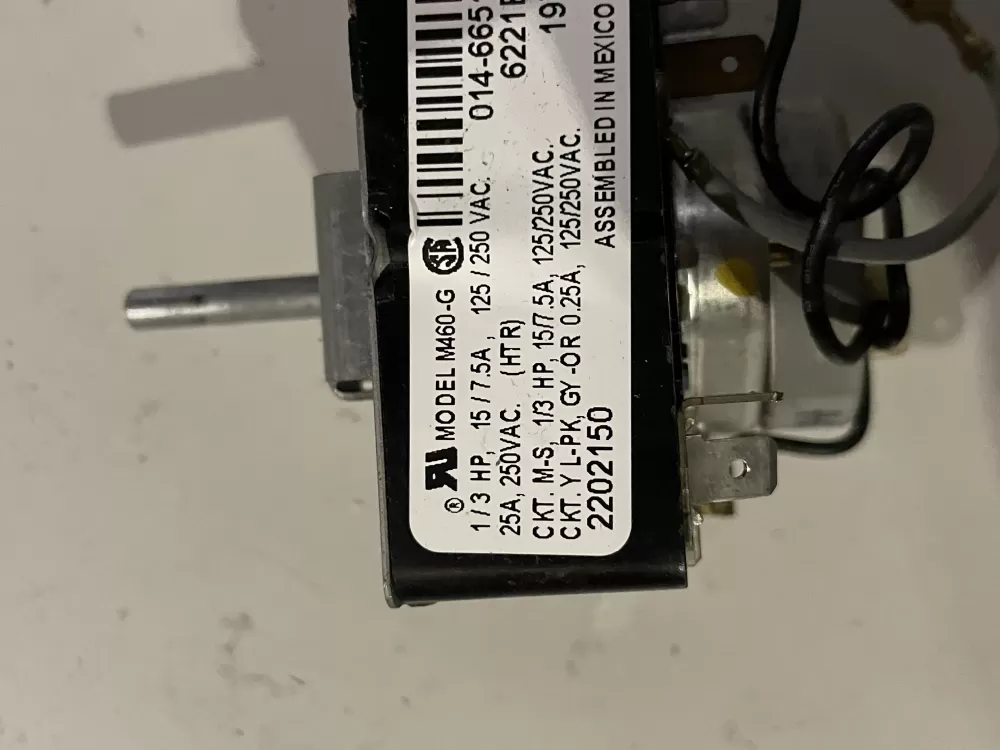 ® MODEL M460-G
1/3 HP, 15/7.5A, 125/250 VAC. 014-665
25A, 250VAC. (HTR) 6221
CKT. M-S, 1/3 HP, 15/7.5A, 125/250VAC. 19
CKT. Y L-PK, GY-OR 0.25A, 125/250VAC.
2202150 ASSEMBLED IN MEXICO